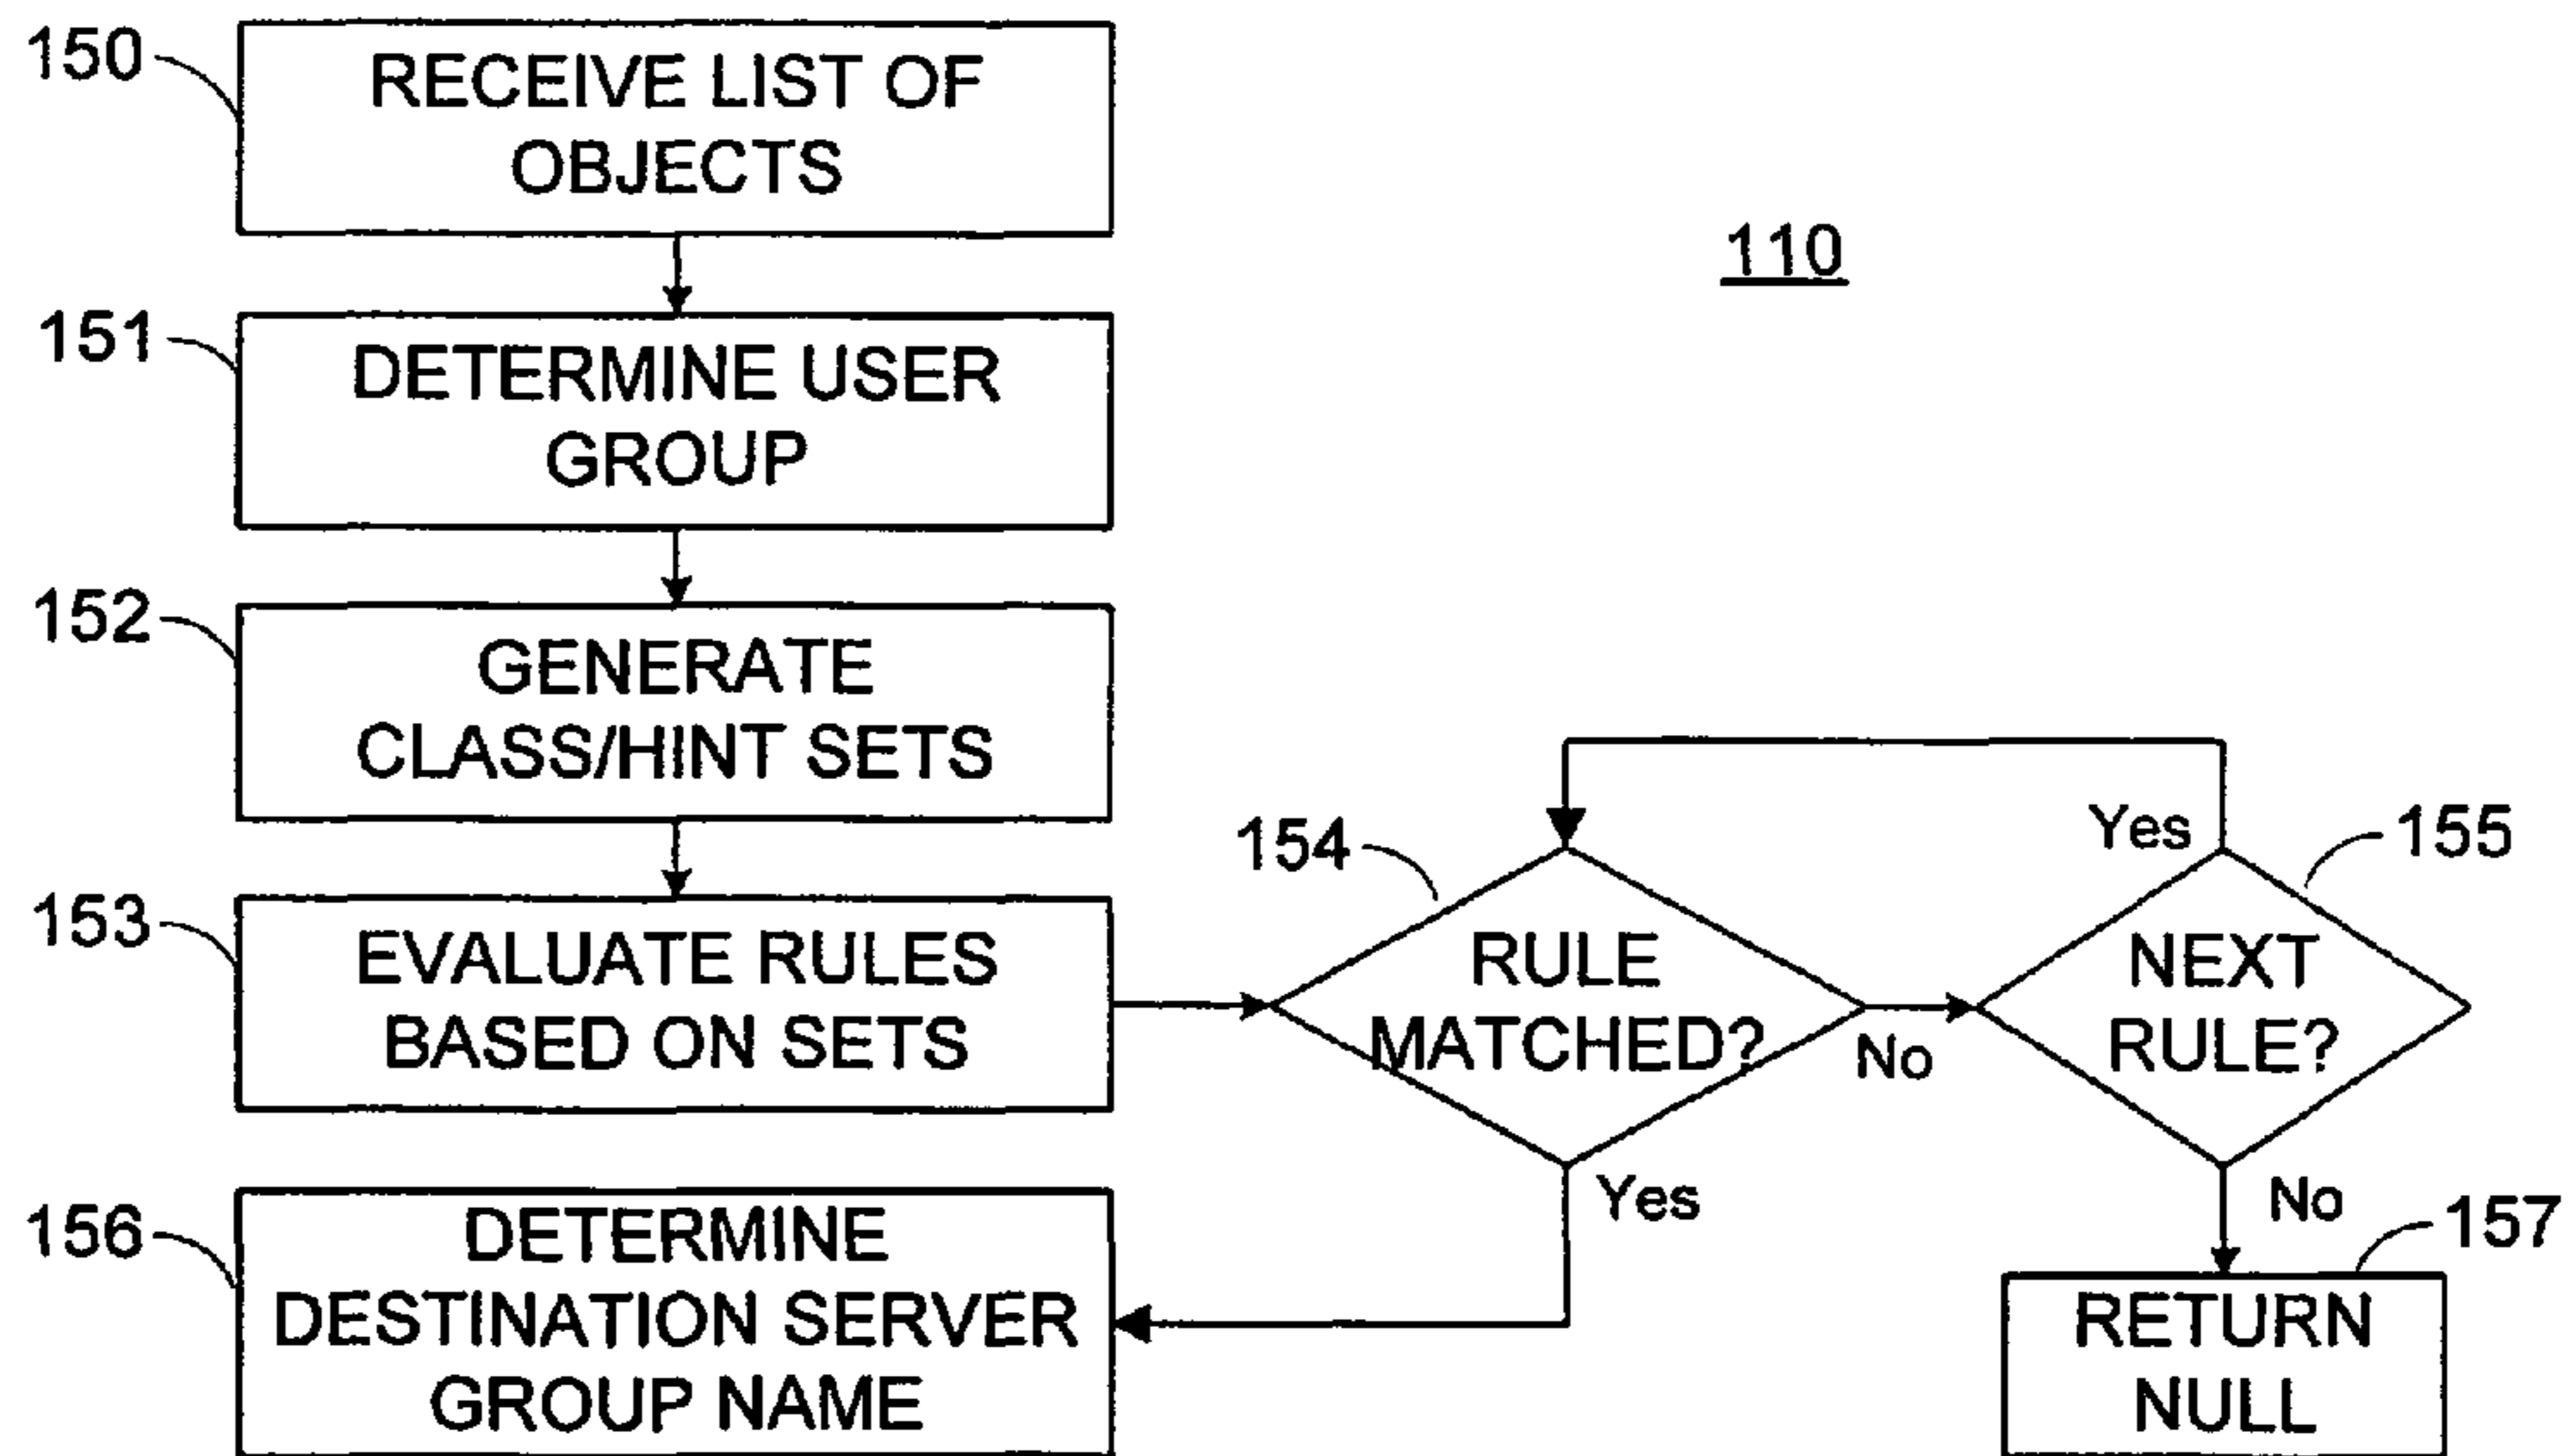 150
RECEIVE LIST OF
OBJECTS
110
151
DETERMINE USER
GROUP
152
GENERATE
CLASS/HINT SETS
153
EVALUATE RULES
BASED ON SETS
154
RULE
MATCHED?
No
Yes
155
NEXT
RULE?
Yes
No
156
DETERMINE
DESTINATION SERVER
GROUP NAME
157
RETURN
NULL